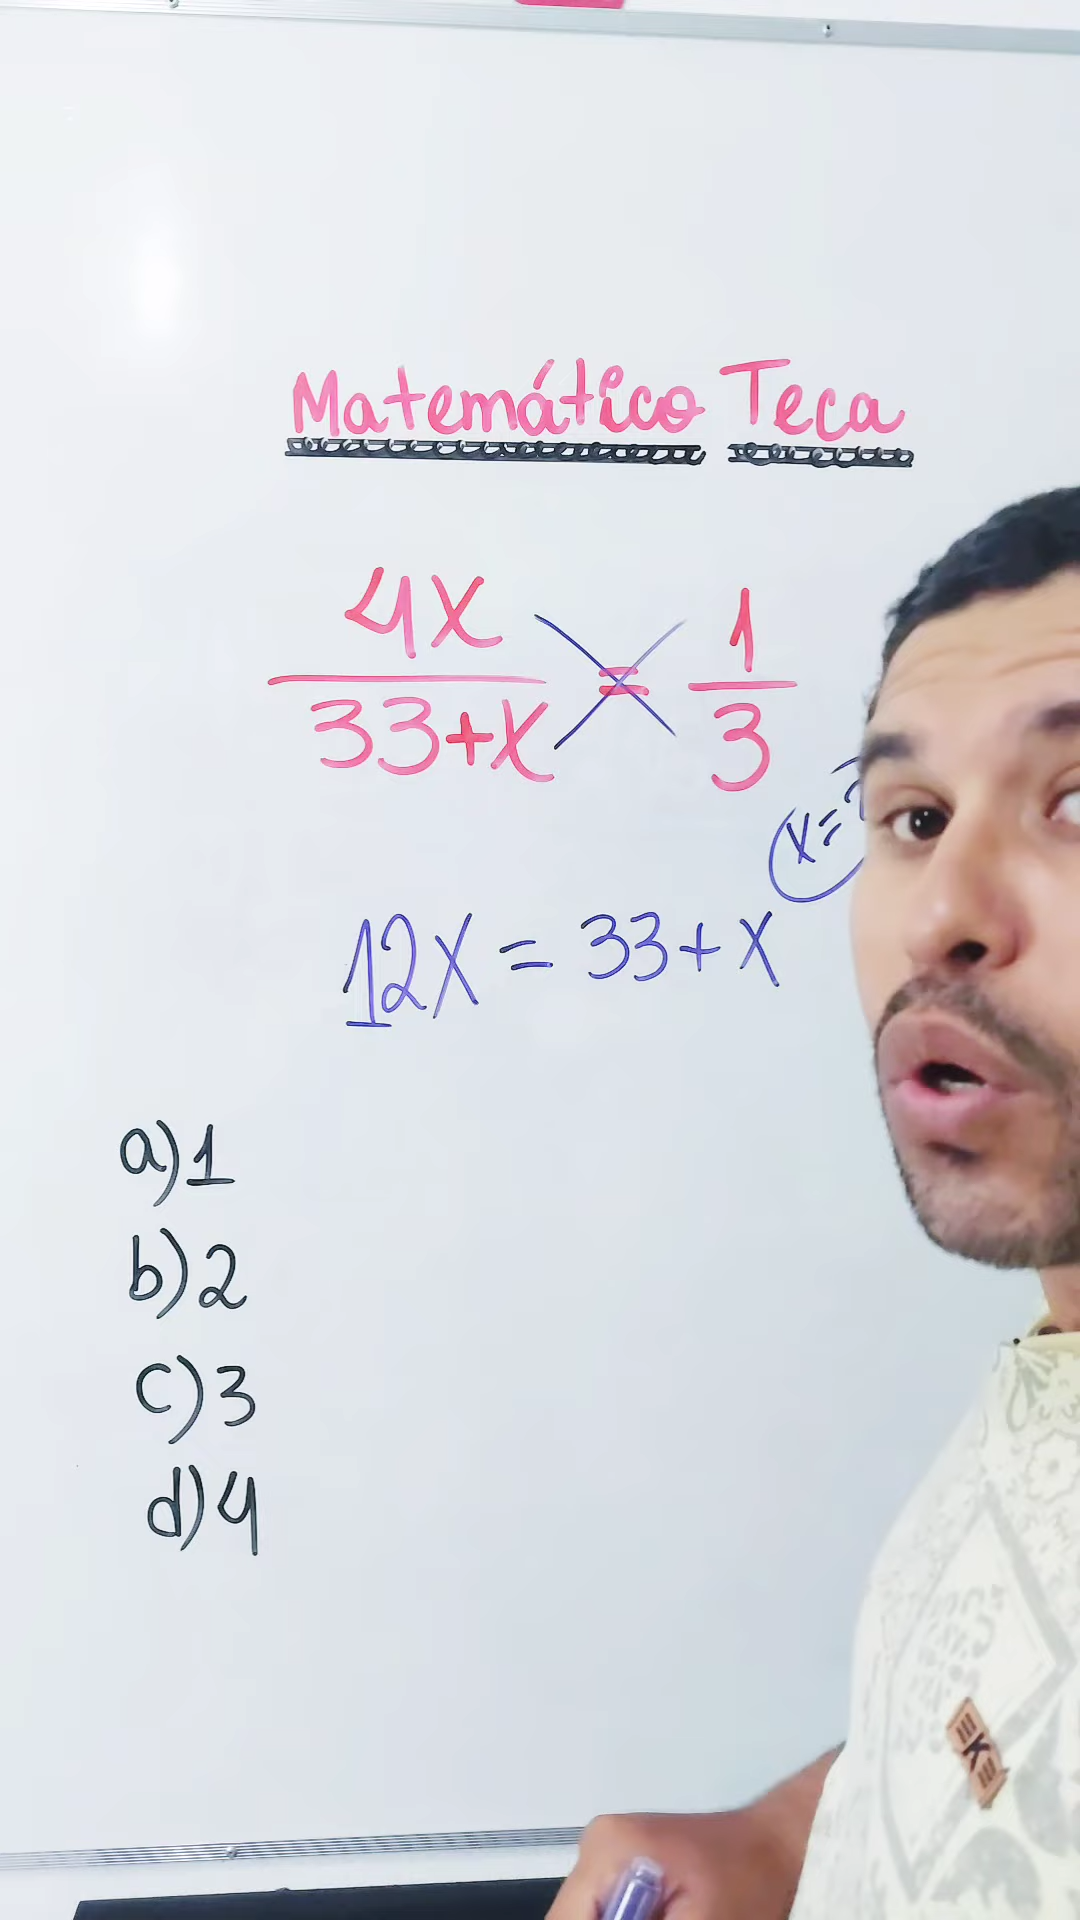 Matemático Teca
4x/33+x = 1/3
x=?
12x = 33+x
a)1
b)2
c)3
d)4
K